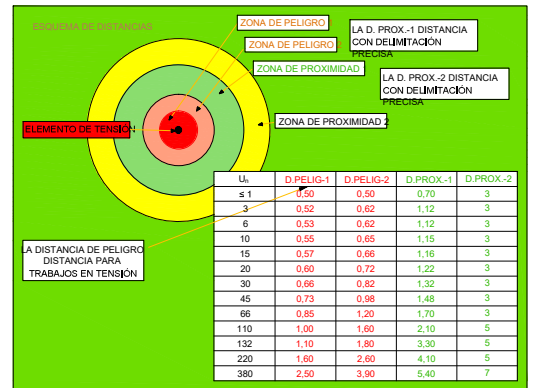 ESQUEMA DE DISTANCIAS
ZONA DE PELIGRO
ZONA DE PELIGRO 2
ZONA DE PROXIMIDAD
ZONA DE PROXIMIDAD 2
LA D. PROX.-1 DISTANCIA
CON DELIMITACIÓN
PRECISA
LA D. PROX.-2 DISTANCIA
CON DELIMITACIÓN
PRECISA
ELEMENTO DE TENSIÓN
LA DISTANCIA DE PELIGRO
DISTANCIA PARA
TRABAJOS EN TENSIÓN
Un D.PELIG-1 D.PELIG-2 D.PROX.-1 D.PROX.-2
≤ 1 0,50 0,50 0,70 3
3 0,52 0,62 1,12 3
6 0,53 0,62 1,12 3
10 0,55 0,65 1,15 3
15 0,57 0,66 1,16 3
20 0,60 0,72 1,22 3
30 0,66 0,82 1,32 3
45 0,73 0,98 1,48 3
66 0,85 1,20 1,70 3
110 1,00 1,60 2,10 5
132 1,10 1,80 3,30 5
220 1,60 2,60 4,10 5
380 2,50 3,90 5,40 7